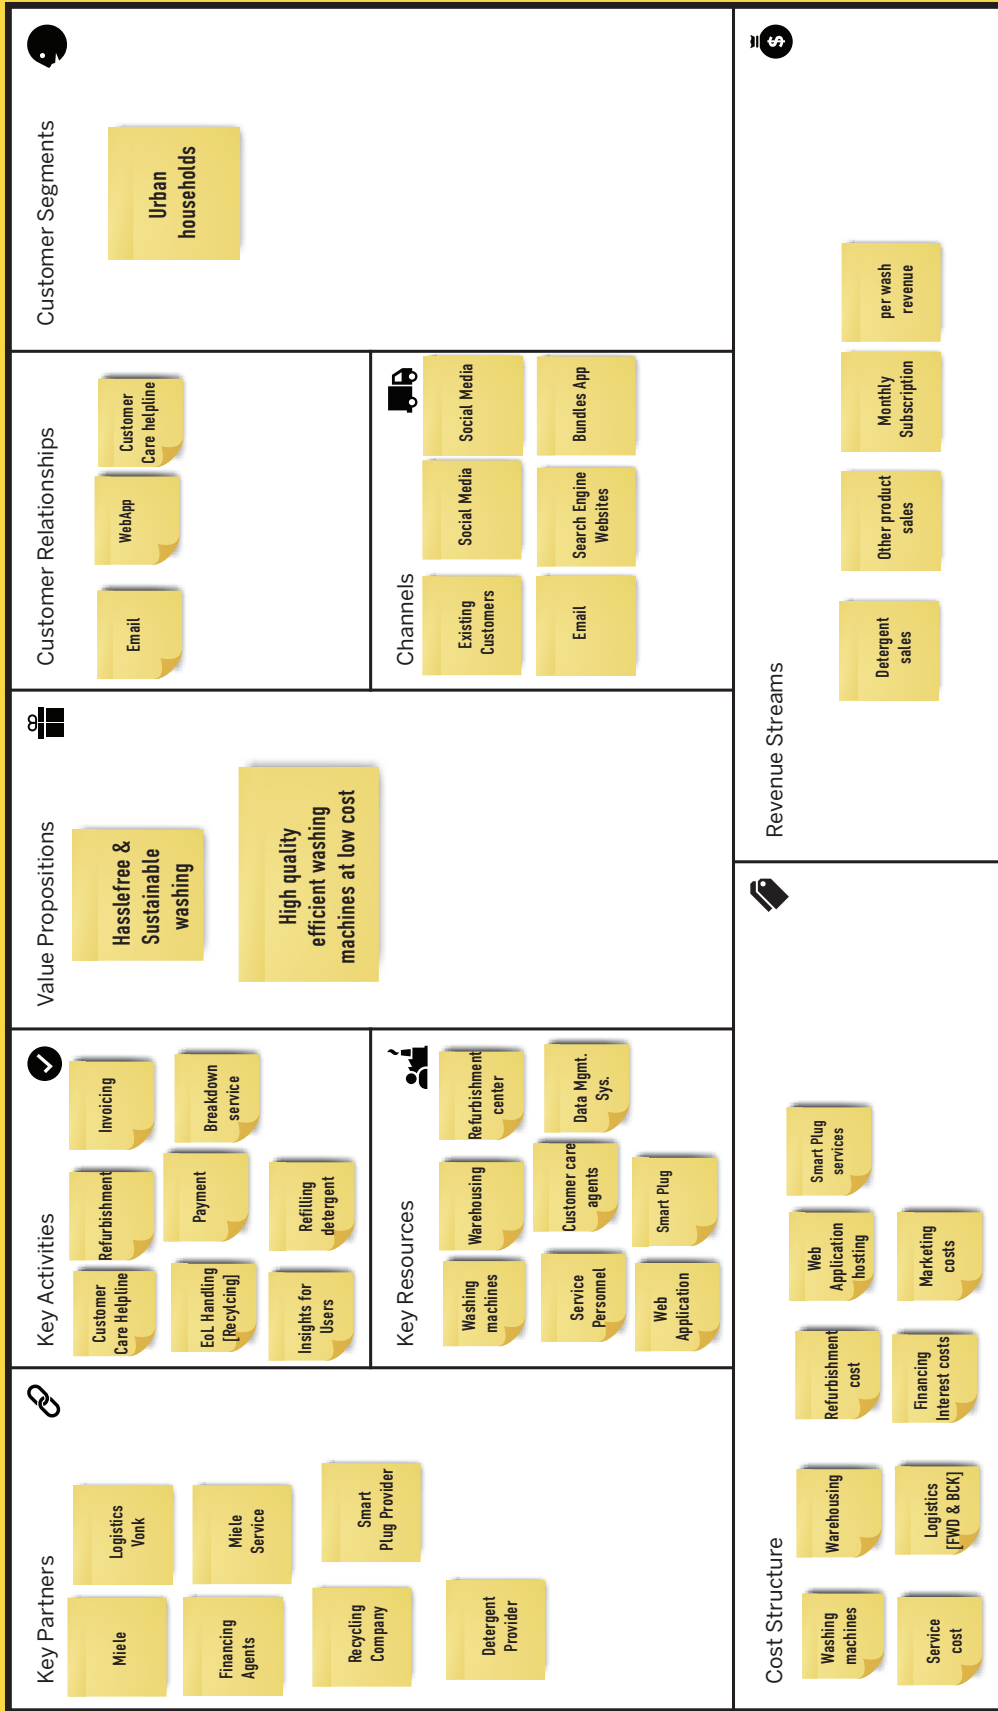 Key Partners
Miele
Logistics
Vonk
Financing
Agents
Miele
Service
Recycling
Company
Smart
Plug Provider
Detergent
Provider
Key Activities
Customer
Care Helpline
Refurbishment
Invoicing
EoL Handling
[Recylcing]
Payment
Breakdown
service
Insights for
Users
Refilling
detergent
Key Resources
Washing
machines
Warehousing
Refurbishment
center
Service
Personnel
Customer care
agents
Data Mgmt.
Sys.
Web
Application
Smart Plug
Value Propositions
Hasslefree &
Sustainable
washing
High quality
efficient washing
machines at low cost
Customer Relationships
Email
WebApp
Customer
Care helpline
Channels
Existing
Customers
Social Media
Social Media
Email
Search Engine
Websites
Bundles App
Customer Segments
Urban
households
Cost Structure
Washing
machines
Warehousing
Refurbishment
cost
Web
Application
hosting
Smart Plug
services
Service
cost
Logistics
[FWD & BCK]
Financing
Interest costs
Marketing
costs
Revenue Streams
$
Detergent
sales
Other product
sales
Monthly
Subscription
per wash
revenue